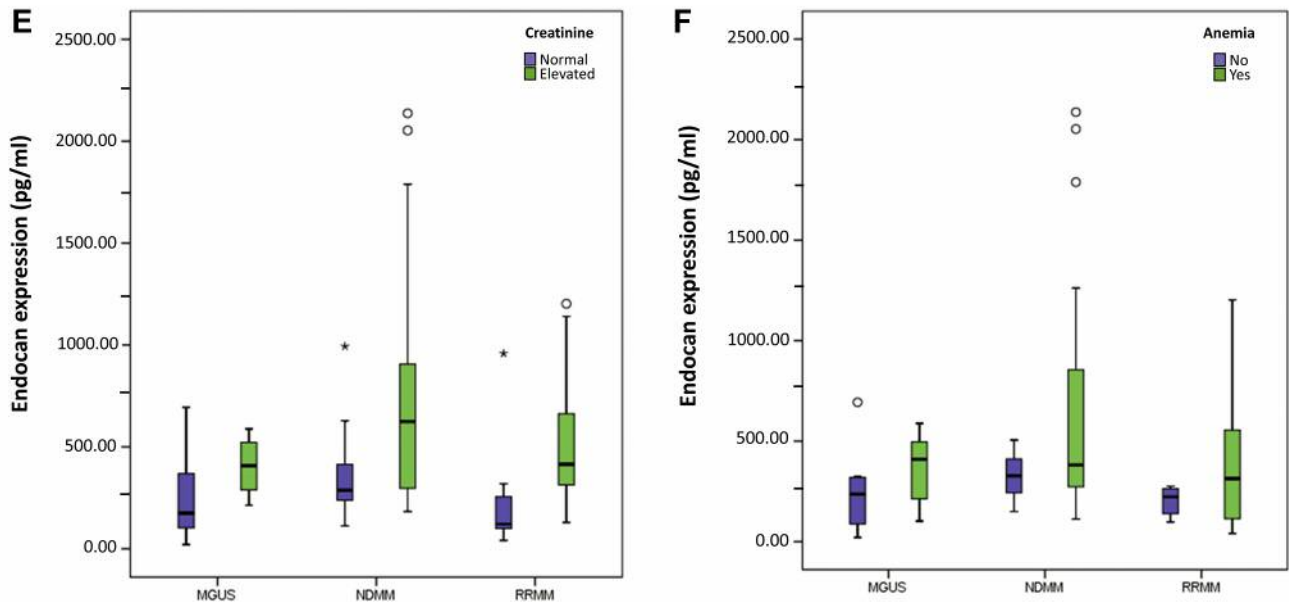 E
Creatinine
Normal
Elevated
Endocan expression (pg/ml)
2500.00
2000.00
1500.00
1000.00
500.00
0.00
MGUS NDMM RRMM
F
Anemia
No
Yes
Endocan expression (pg/ml)
2500.00
2000.00
1500.00
1000.00
500.00
0.00
MGUS NDMM RRMM